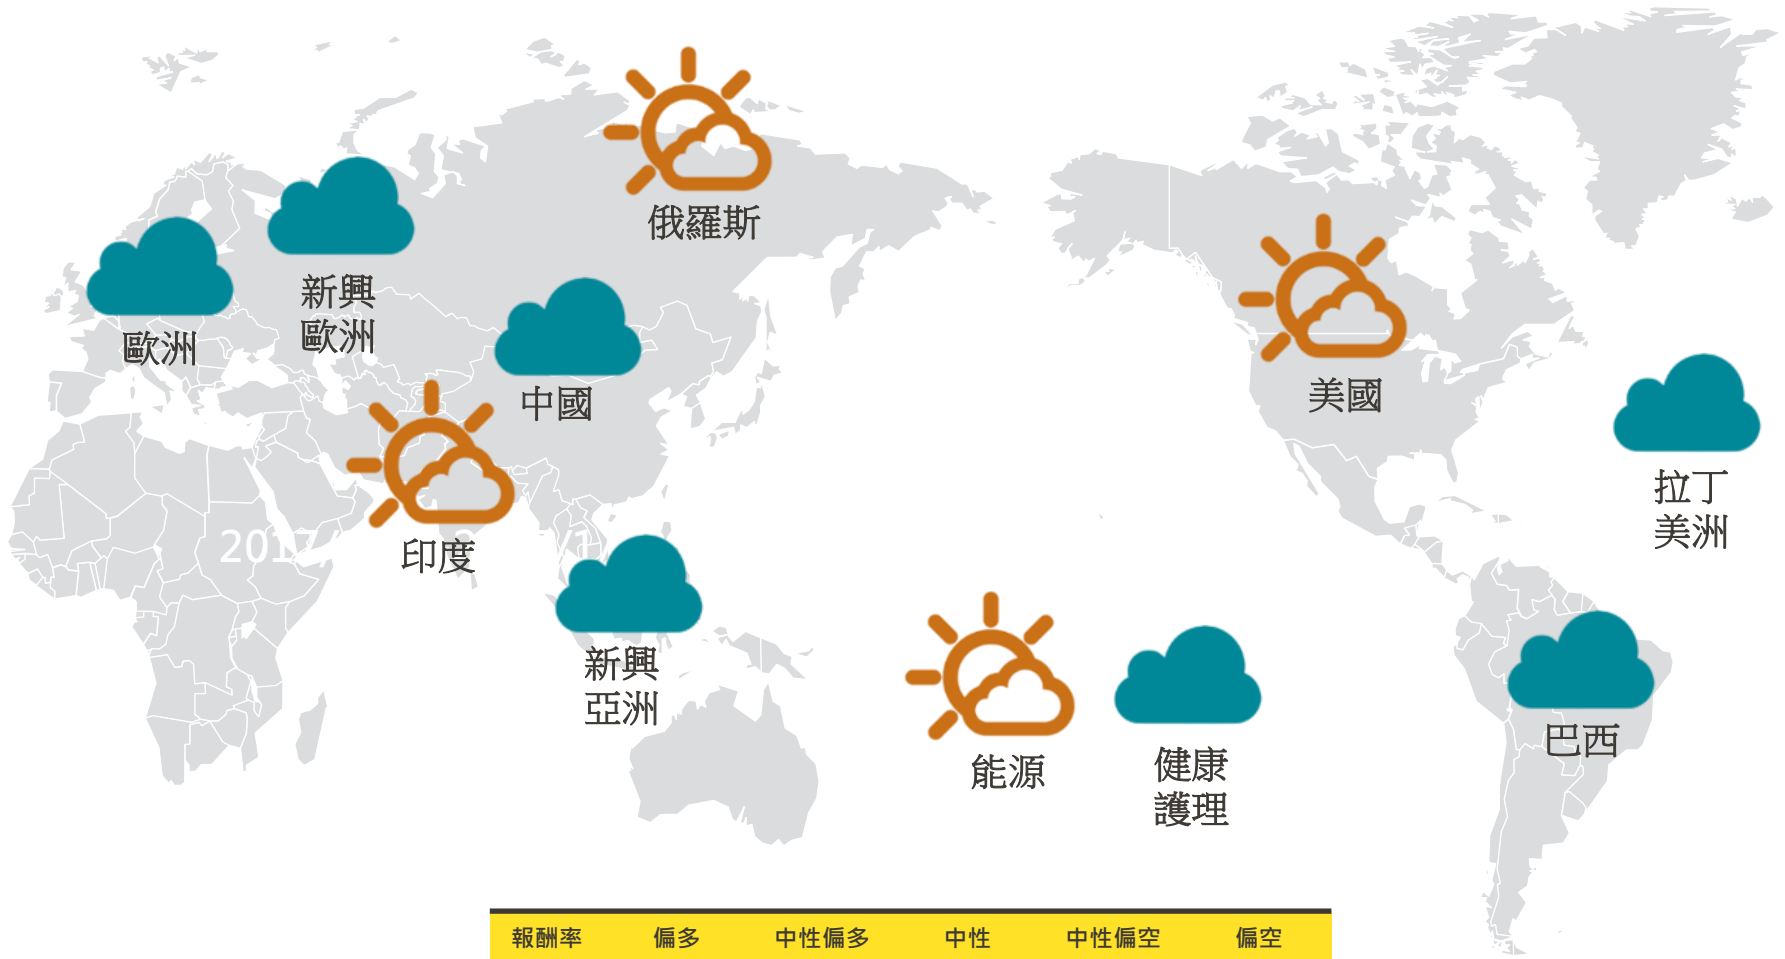 俄羅斯
新興
歐洲
歐洲
中國
美國
拉丁
美洲
2017/
印度
新興
亞洲
能源
健康
護理
巴西
報酬率 偏多 中性偏多 中性 中性偏空 偏空